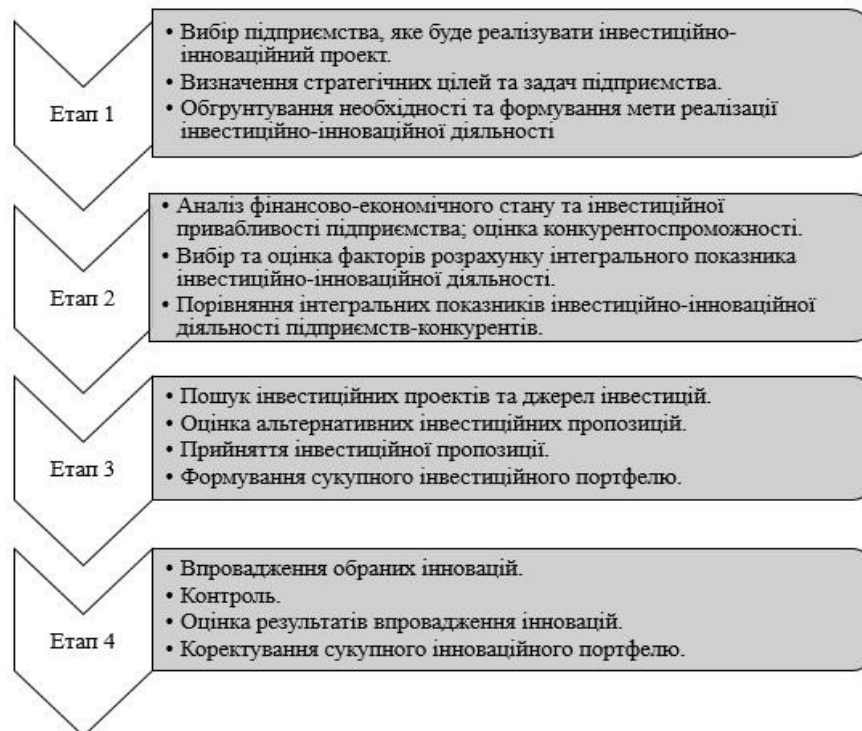 Етап 1
• Вибір підприємства, яке буде реалізувати інвестиційно-
інноваційний проект.
• Визначення стратегічних цілей та задач підприємства.
• Обгрунтування необхідності та формування мети реалізації
інвестиційно-інноваційної діяльності
Етап 2
• Аналіз фінансово-економічного стану та інвестиційної
привабливості підприємства; оцінка конкурентоспроможності.
• Вибір та оцінка факторів розрахунку інтегрального показника
інвестиційно-інноваційної діяльності.
• Порівняння інтегральних показників інвестиційно-інноваційної
діяльності підприємств-конкурентів.
Етап 3
• Пошук інвестиційних проектів та джерел інвестицій.
• Оцінка альтернативних інвестиційних пропозицій.
• Прийняття інвестиційної пропозиції.
• Формування сукупного інвестиційного портфелю.
Етап 4
• Впровадження обраних інновацій.
• Контроль.
• Оцінка результатів впровадження інновацій.
• Коректування сукупного інноваційного портфелю.